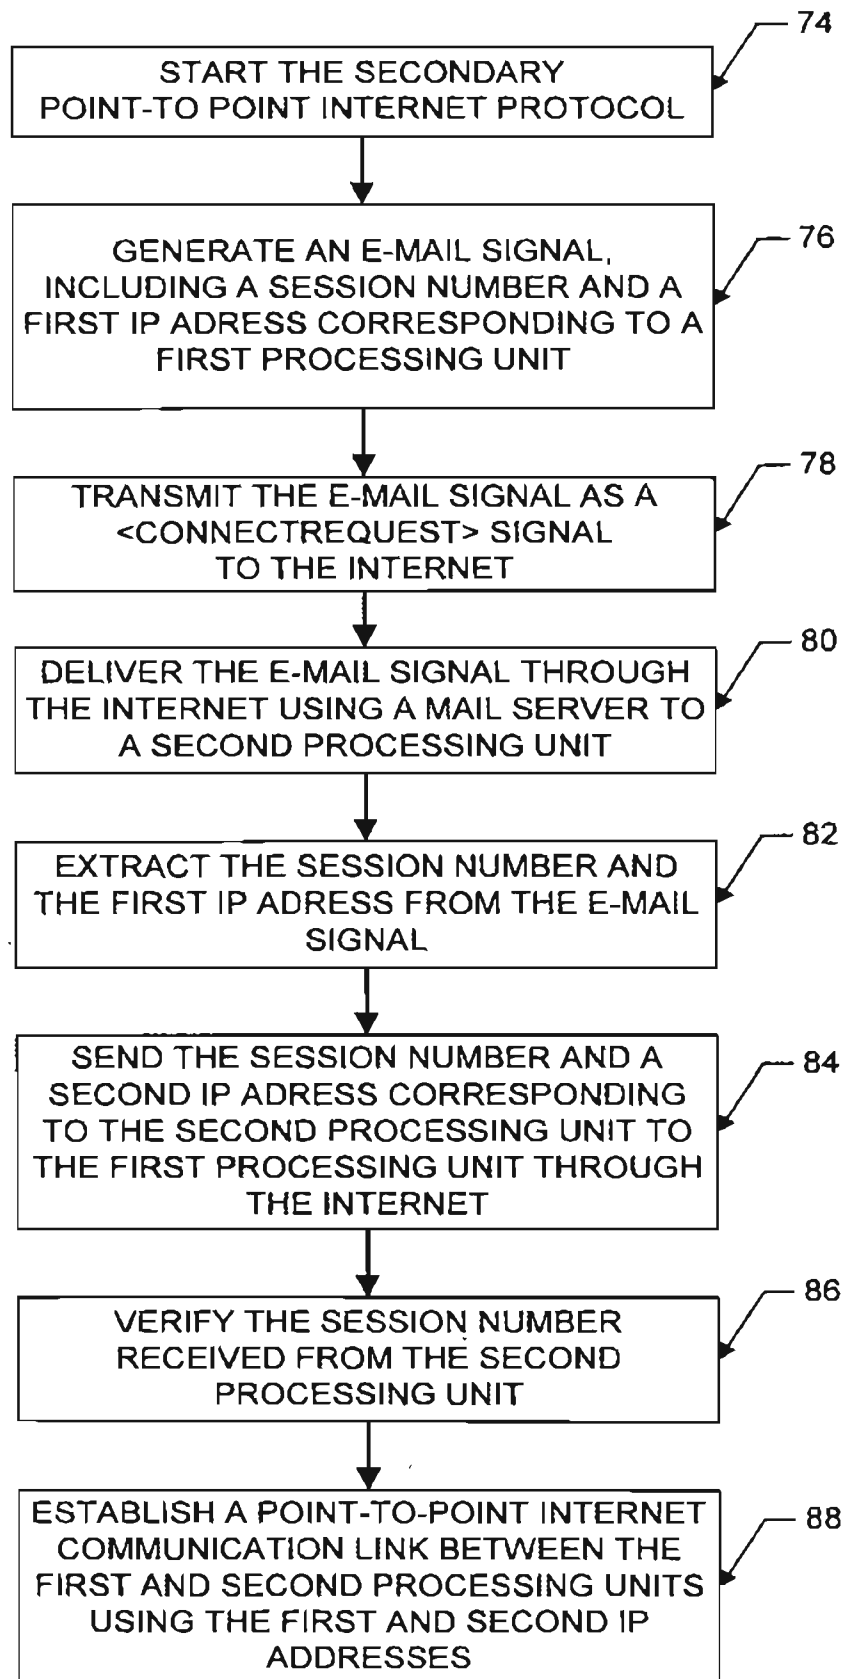 74
START THE SECONDARY
POINT-TO POINT INTERNET PROTOCOL
76
GENERATE AN E-MAIL SIGNAL,
INCLUDING A SESSION NUMBER AND A
FIRST IP ADRESS CORRESPONDING TO A
FIRST PROCESSING UNIT
78
TRANSMIT THE E-MAIL SIGNAL AS A
<CONNECTREQUEST> SIGNAL
TO THE INTERNET
80
DELIVER THE E-MAIL SIGNAL THROUGH
THE INTERNET USING A MAIL SERVER TO
A SECOND PROCESSING UNIT
82
EXTRACT THE SESSION NUMBER AND
THE FIRST IP ADRESS FROM THE E-MAIL
SIGNAL
84
SEND THE SESSION NUMBER AND A
SECOND IP ADRESS CORRESPONDING
TO THE SECOND PROCESSING UNIT TO
THE FIRST PROCESSING UNIT THROUGH
THE INTERNET
86
VERIFY THE SESSION NUMBER
RECEIVED FROM THE SECOND
PROCESSING UNIT
88
ESTABLISH A POINT-TO-POINT INTERNET
COMMUNICATION LINK BETWEEN THE
FIRST AND SECOND PROCESSING UNITS
USING THE FIRST AND SECOND IP
ADDRESSES